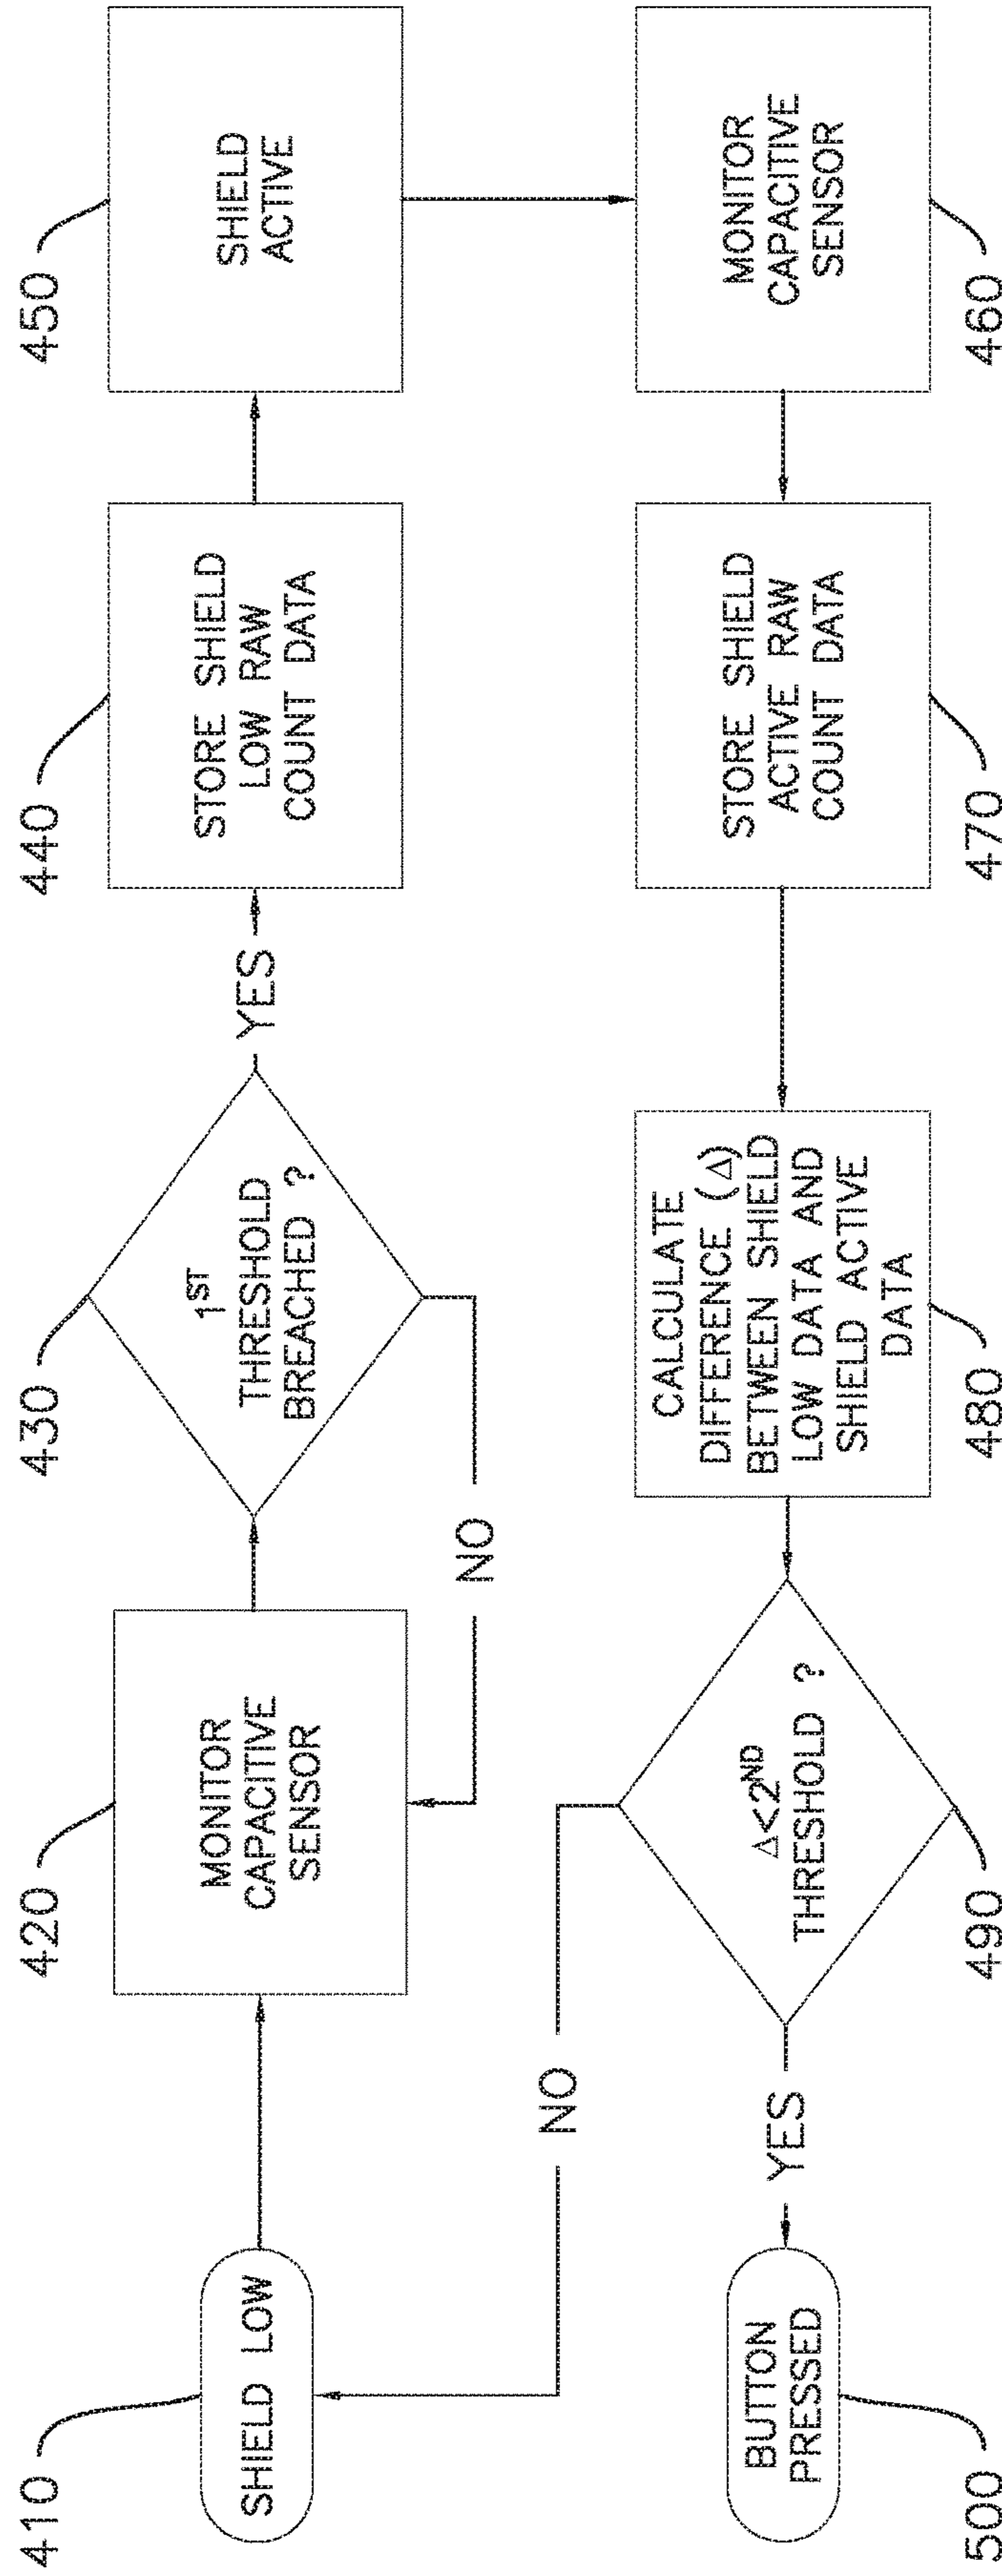 410
SHIELD LOW
420
MONITOR
CAPACITIVE
SENSOR
430
1ST
THRESHOLD
BREACHED ?
NO
YES
440
STORE SHIELD
LOW RAW
COUNT DATA
450
SHIELD
ACTIVE
MONITOR
CAPACITIVE
SENSOR
460
STORE SHIELD
ACTIVE RAW
COUNT DATA
470
CALCULATE
DIFFERENCE (Δ)
BETWEEN SHIELD
LOW DATA AND
SHIELD ACTIVE
DATA
480
Δ<2ND
THRESHOLD ?
490
NO
YES
BUTTON
PRESSED
500